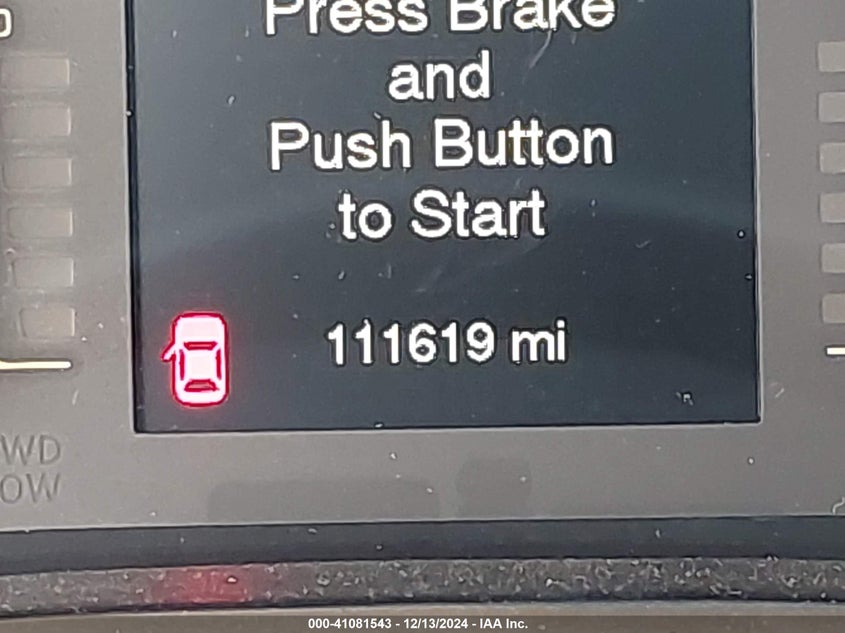 Press Brake
and
Push Button
to Start
111619 mi
WD
OW
000-41081543 - 12/13/2024 - IAA Inc.